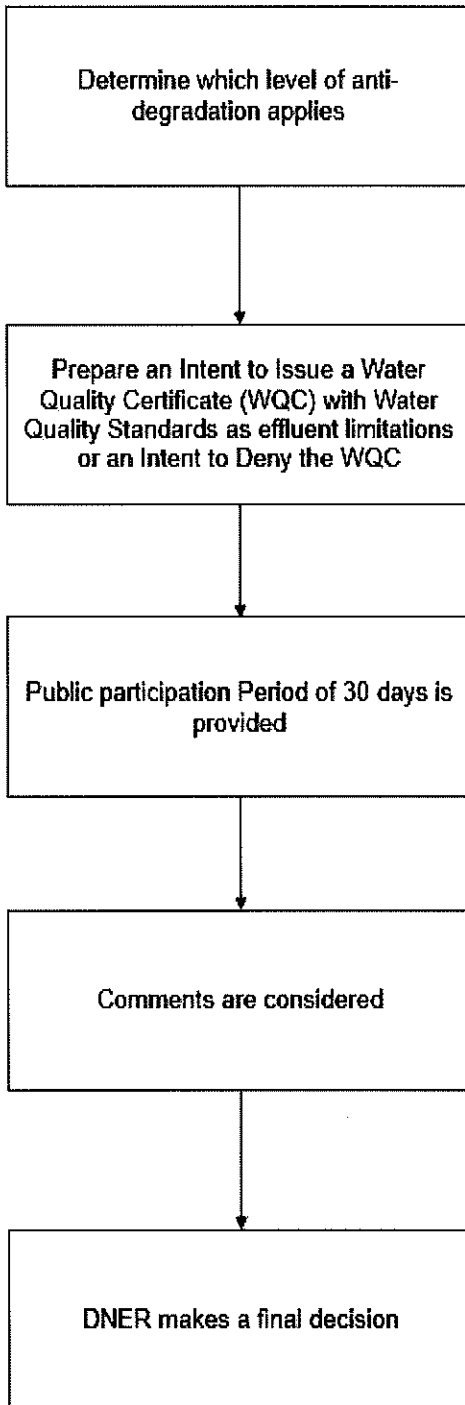 Determine which level of anti-
degradation applies
Prepare an Intent to Issue a Water
Quality Certificate (WQC) with Water
Quality Standards as effluent limitations
or an Intent to Deny the WQC
Public participation Period of 30 days is
provided
Comments are considered
DNER makes a final decision